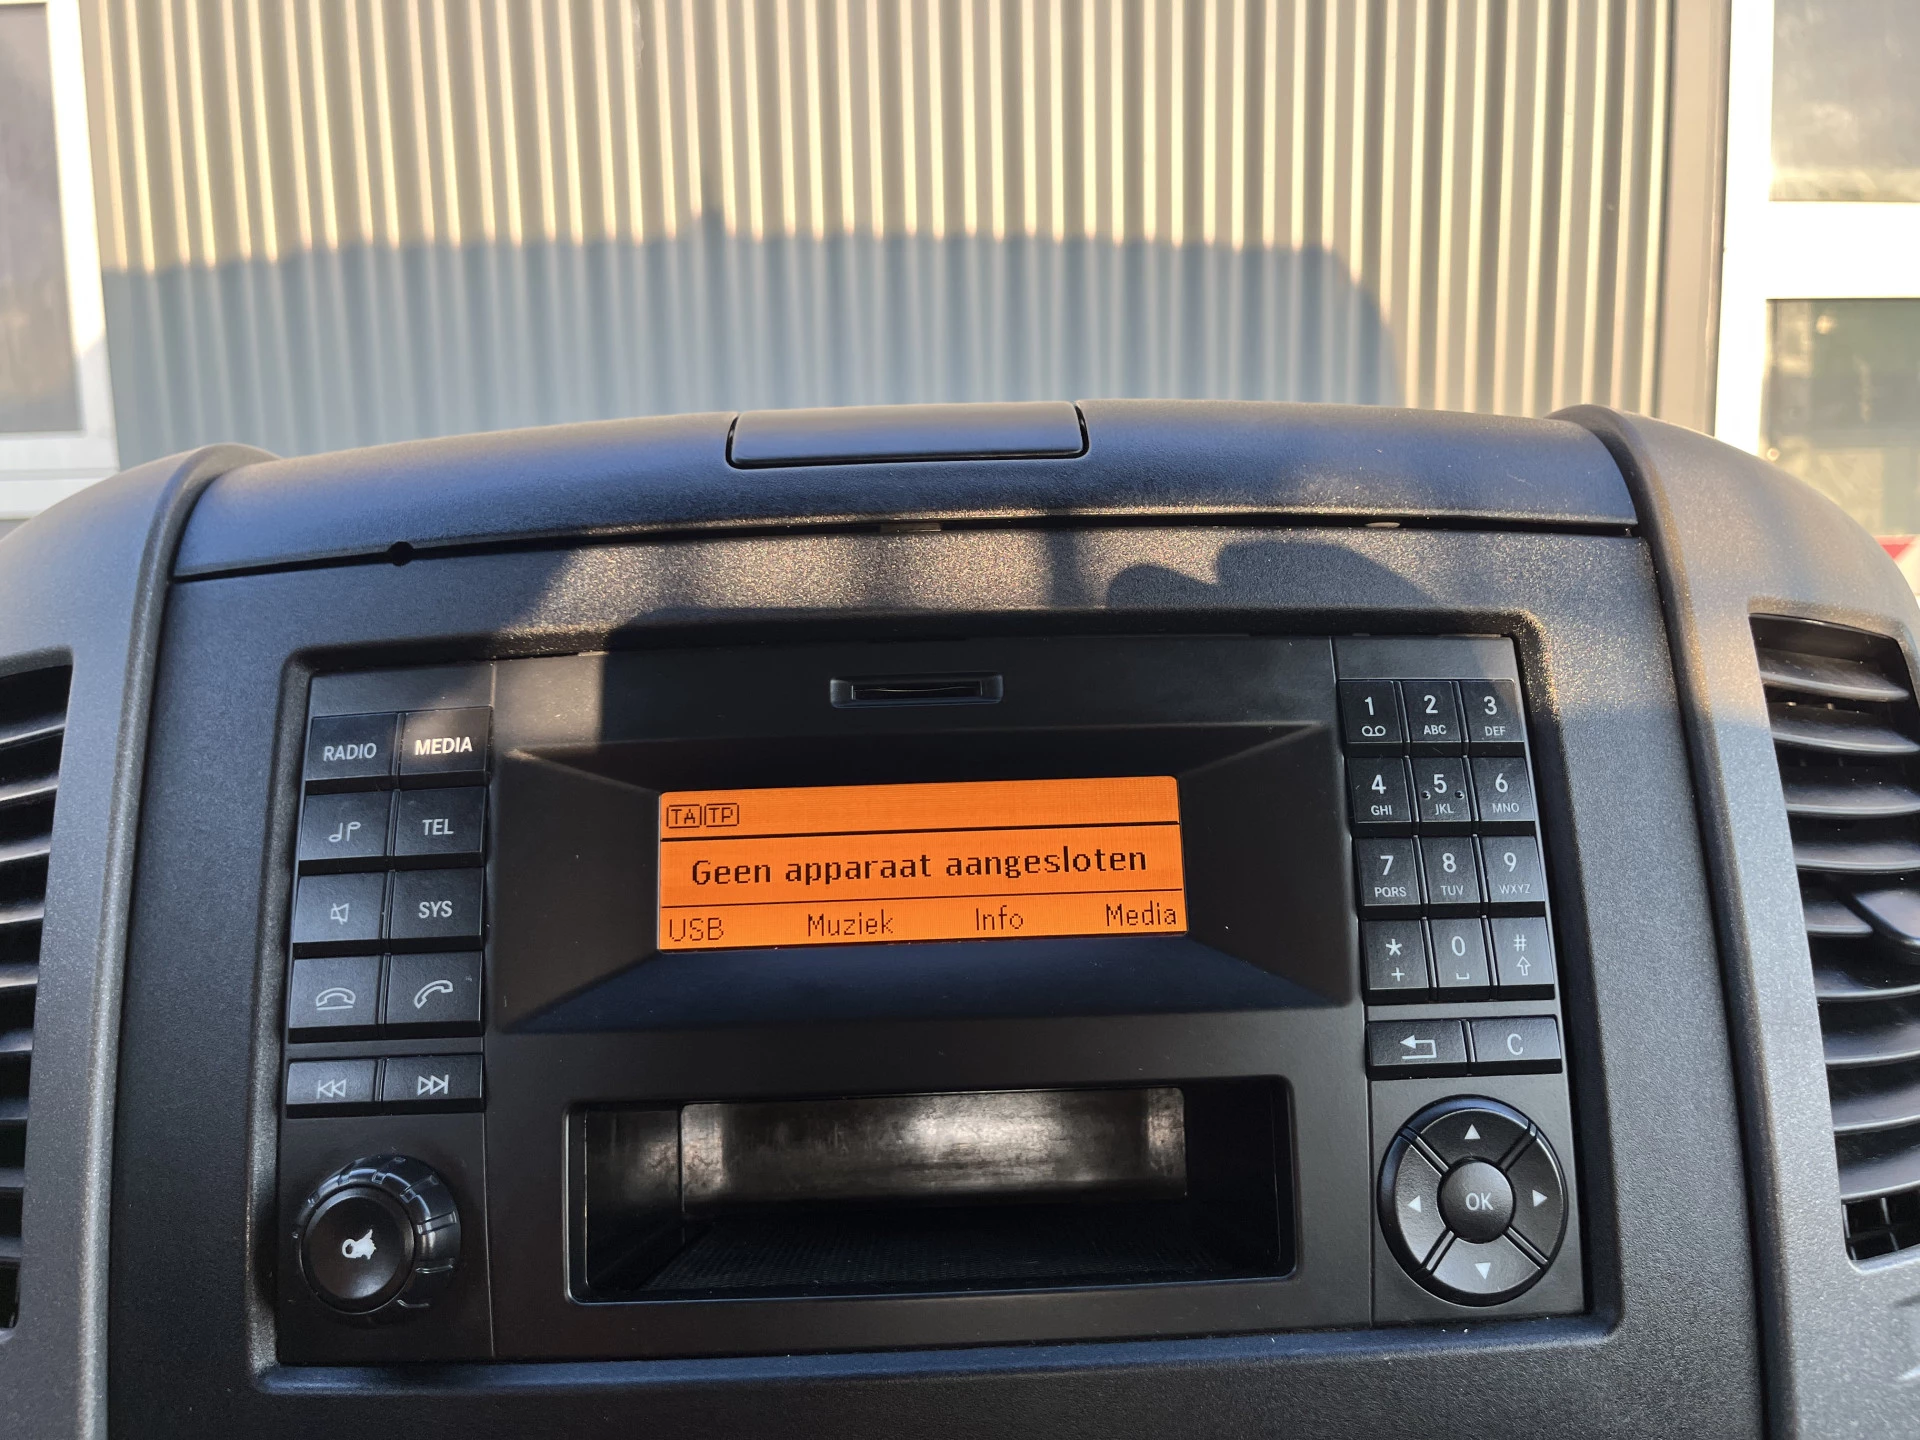 RADIO MEDIA
TEL
SYS
TA TP
Geen apparaat aangesloten
USB Muziek Info Media
1 2 ABC 3 DEF
4 GHI 5 JKL 6 MNO
7 PQRS 8 TUV 9 WXYZ
* + 0 #
C
OK